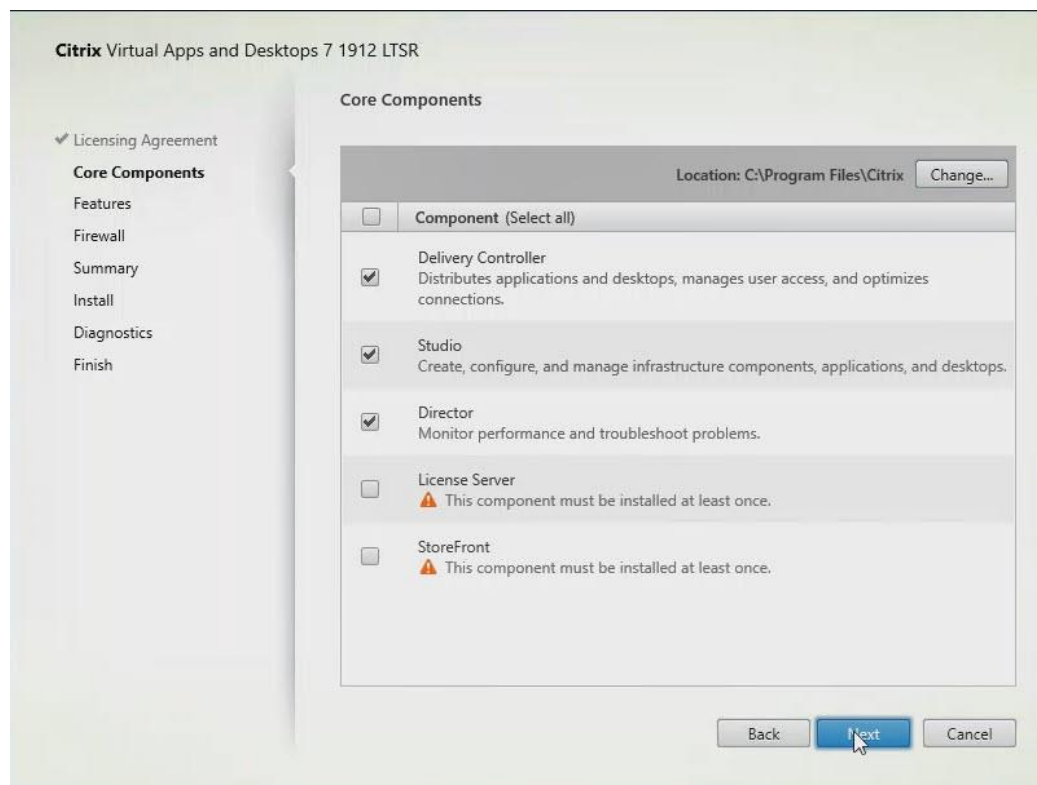 Citrix Virtual Apps and Desktops 7 1912 LTSR
Core Components
Licensing Agreement
Core Components
Features
Firewall
Summary
Install
Diagnostics
Finish
Location: C:\Program Files\Citrix
Change...
Component (Select all)
Delivery Controller
Distributes applications and desktops, manages user access, and optimizes
connections.
Studio
Create, configure, and manage infrastructure components, applications, and desktops.
Director
Monitor performance and troubleshoot problems.
License Server
This component must be installed at least once.
StoreFront
This component must be installed at least once.
Back
Next
Cancel